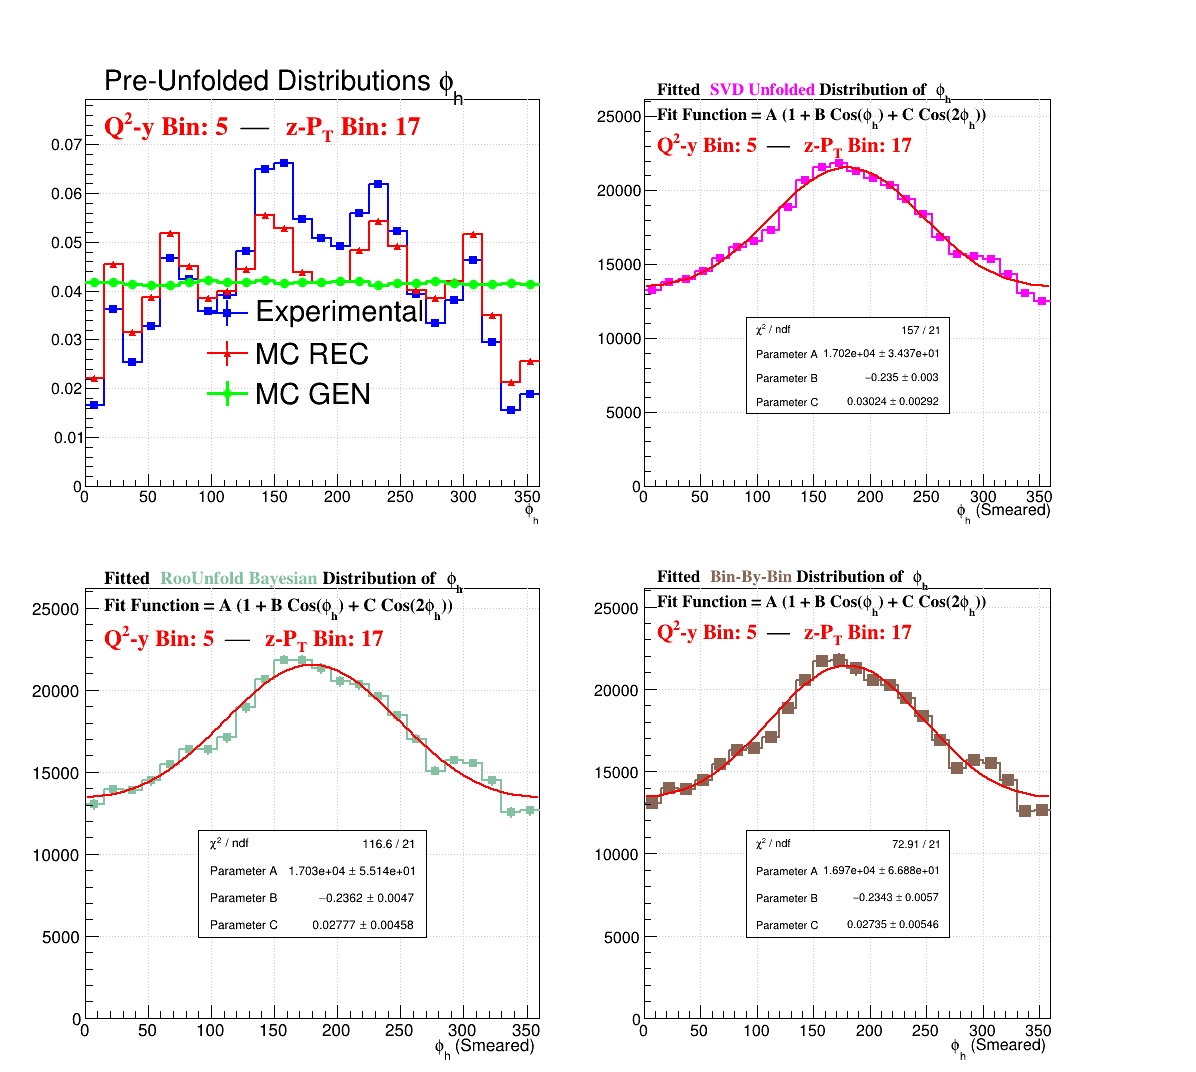 Pre-Unfolded Distributions ϕh
Q²-y Bin: 5 — z-PT Bin: 17
0.07
0.06
0.05
0.04
0.03
0.02
0.01
0
Experimental
MC REC
MC GEN
0 50 100 150 200 250 300 350
ϕh
Fitted SVD Unfolded Distribution of ϕh
Fit Function = A (1 + B Cos(ϕh) + C Cos(2ϕh))
Q²-y Bin: 5 — z-PT Bin: 17
25000
20000
15000
10000
5000
0
χ² / ndf 157 / 21
Parameter A 1.702e+04 ± 3.437e+01
Parameter B −0.235 ± 0.003
Parameter C 0.03024 ± 0.00292
0 50 100 150 200 250 300 350
ϕh (Smeared)
Fitted RooUnfold Bayesian Distribution of ϕh
Fit Function = A (1 + B Cos(ϕh) + C Cos(2ϕh))
Q²-y Bin: 5 — z-PT Bin: 17
25000
20000
15000
10000
5000
0
χ² / ndf 116.6 / 21
Parameter A 1.703e+04 ± 5.514e+01
Parameter B −0.2362 ± 0.0047
Parameter C 0.02777 ± 0.00458
0 50 100 150 200 250 300 350
ϕh (Smeared)
Fitted Bin-By-Bin Distribution of ϕh
Fit Function = A (1 + B Cos(ϕh) + C Cos(2ϕh))
Q²-y Bin: 5 — z-PT Bin: 17
25000
20000
15000
10000
5000
0
χ² / ndf 72.91 / 21
Parameter A 1.697e+04 ± 6.688e+01
Parameter B −0.2343 ± 0.0057
Parameter C 0.02735 ± 0.00546
0 50 100 150 200 250 300 350
ϕh (Smeared)